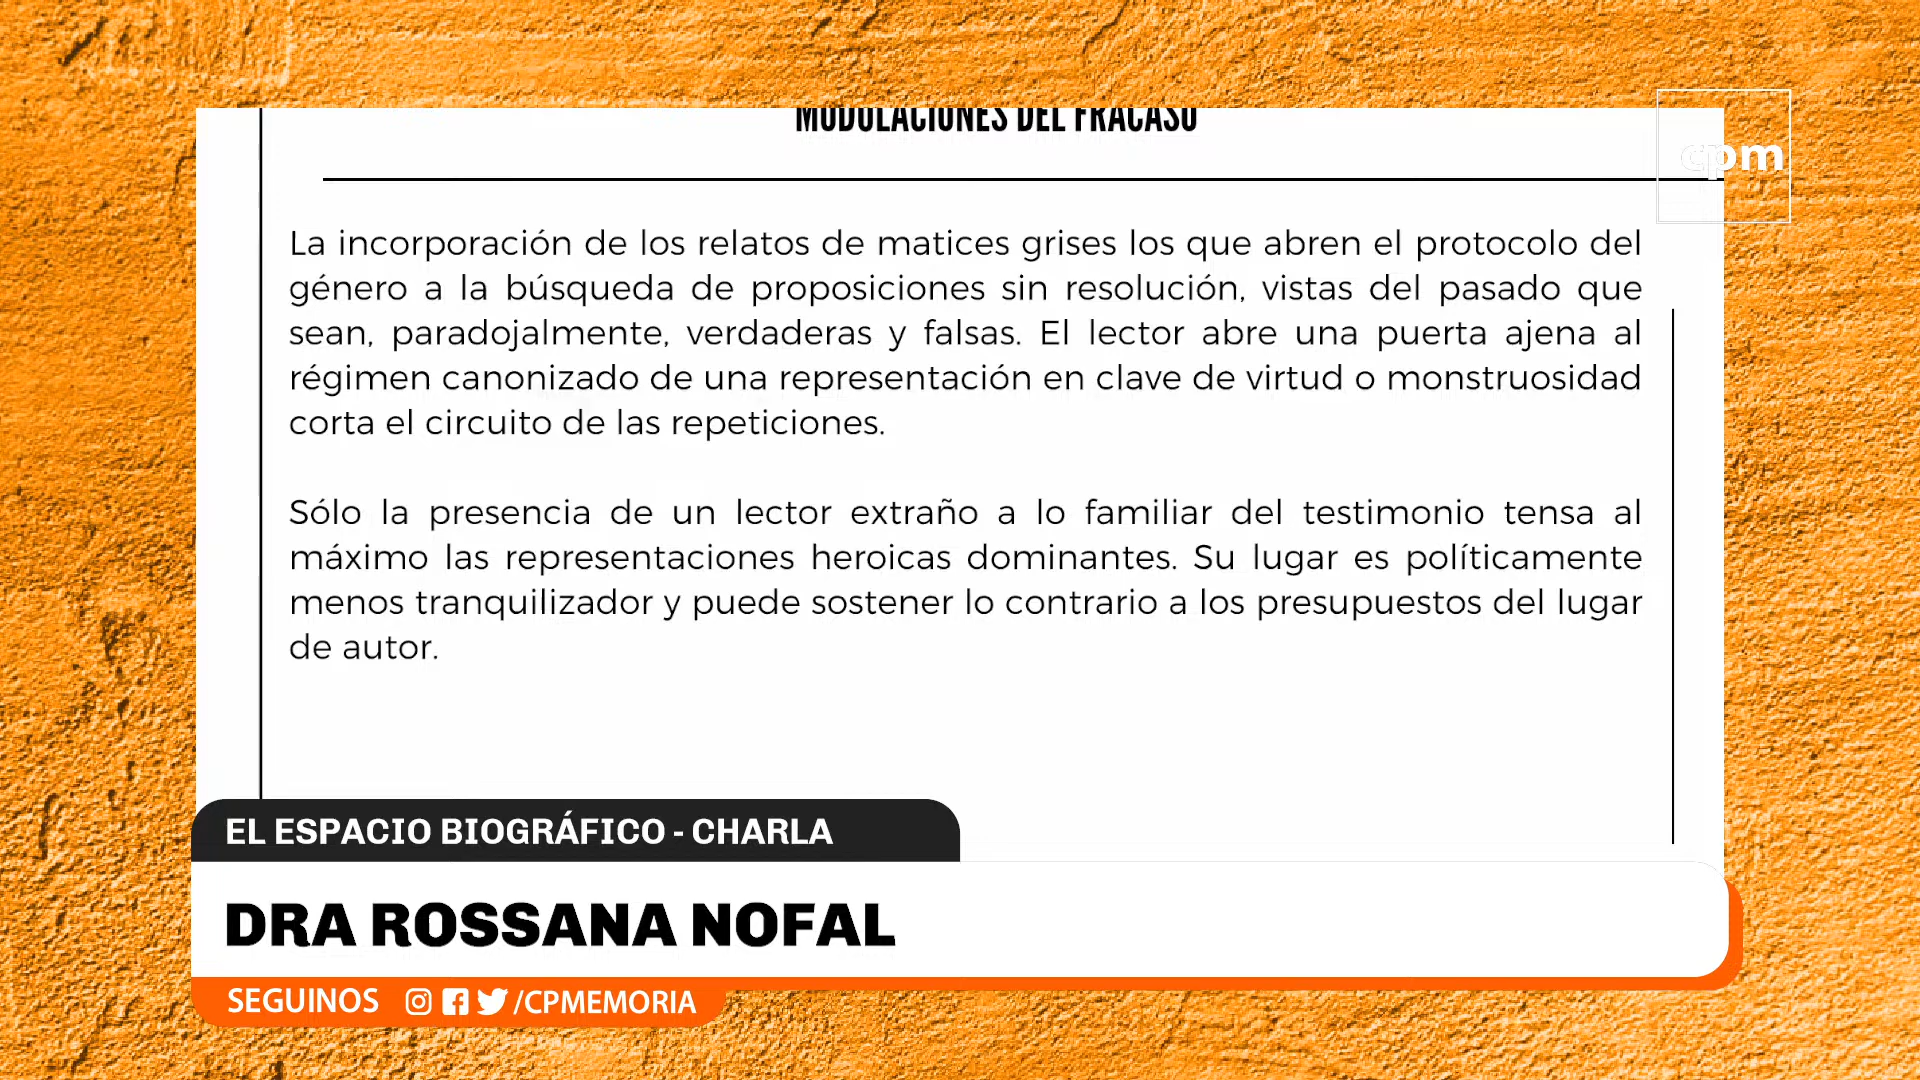 MODULACIONES DEL FRACASO
cpm
La incorporación de los relatos de matices grises los que abren el protocolo del
género a la búsqueda de proposiciones sin resolución, vistas del pasado que
sean, paradojalmente, verdaderas y falsas. El lector abre una puerta ajena al
régimen canonizado de una representación en clave de virtud o monstruosidad
corta el circuito de las repeticiones.
Sólo la presencia de un lector extraño a lo familiar del testimonio tensa al
máximo las representaciones heroicas dominantes. Su lugar es políticamente
menos tranquilizador y puede sostener lo contrario a los presupuestos del lugar
de autor.
EL ESPACIO BIOGRÁFICO - CHARLA
DRA ROSSANA NOFAL
SEGUINOS /CPMEMORIA